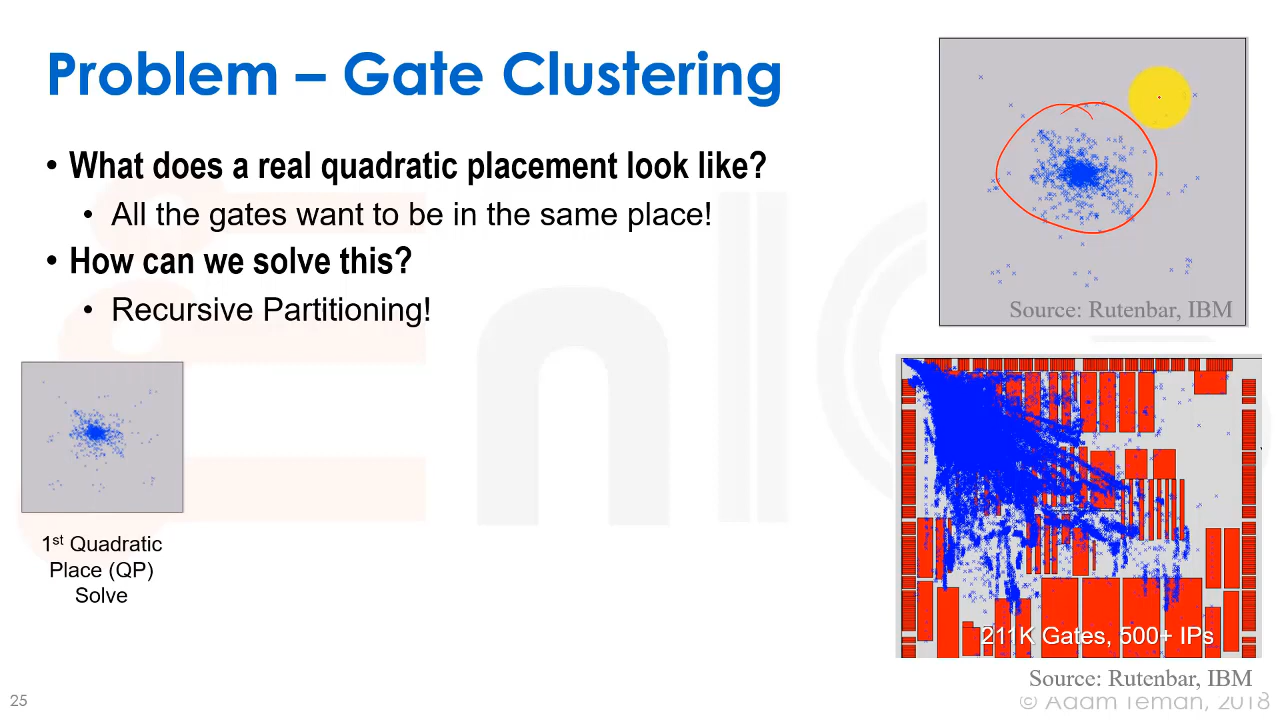 Problem – Gate Clustering
• What does a real quadratic placement look like?
• All the gates want to be in the same place!
• How can we solve this?
• Recursive Partitioning!
Source: Rutenbar, IBM
1st Quadratic
Place (QP)
Solve
211K Gates, 500+ IPs
Source: Rutenbar, IBM
25
© Adam Teman, 2018